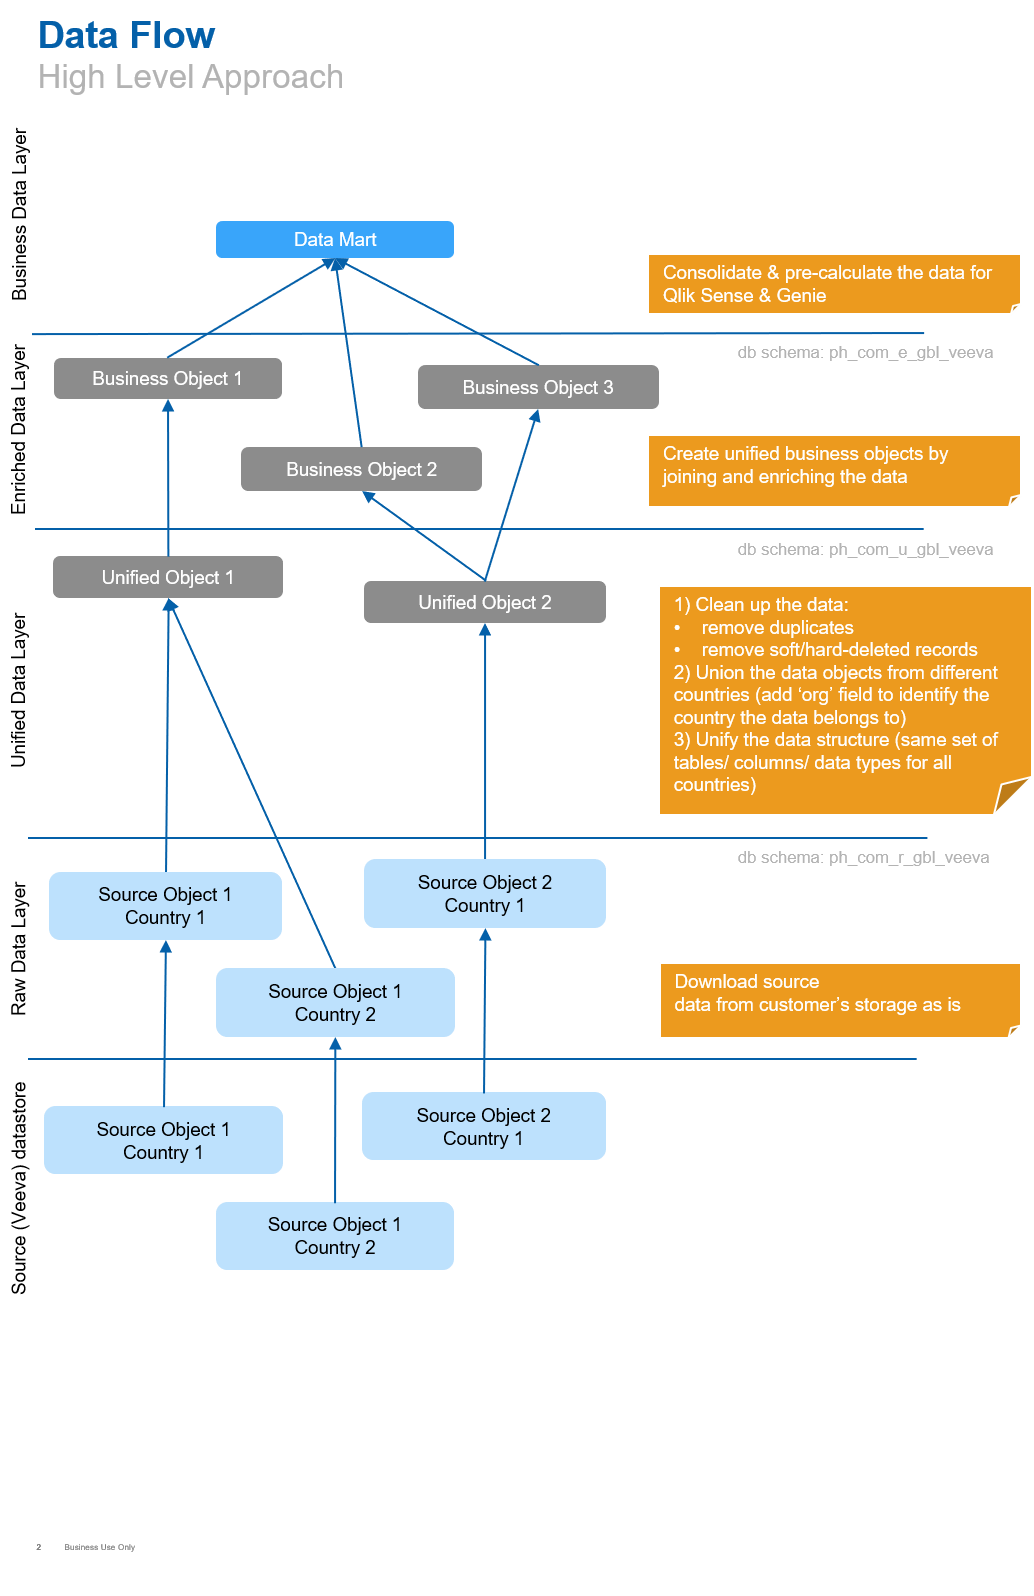 Data Flow
High Level Approach
Business Data Layer
Data Mart
Consolidate & pre-calculate the data for
Qlik Sense & Genie
Enriched Data Layer
db schema: ph_com_e_gbl_veeva
Business Object 1
Business Object 3
Business Object 2
Create unified business objects by
joining and enriching the data
Unified Data Layer
db schema: ph_com_u_gbl_veeva
Unified Object 1
Unified Object 2
1) Clean up the data:
• remove duplicates
• remove soft/hard-deleted records
2) Union the data objects from different
countries (add ‘org’ field to identify the
country the data belongs to)
3) Unify the data structure (same set of
tables/ columns/ data types for all
countries)
Raw Data Layer
db schema: ph_com_r_gbl_veeva
Source Object 1
Country 1
Source Object 2
Country 1
Source Object 1
Country 2
Download source
data from customer’s storage as is
Source (Veeva) datastore
Source Object 1
Country 1
Source Object 2
Country 1
Source Object 1
Country 2
2 Business Use Only